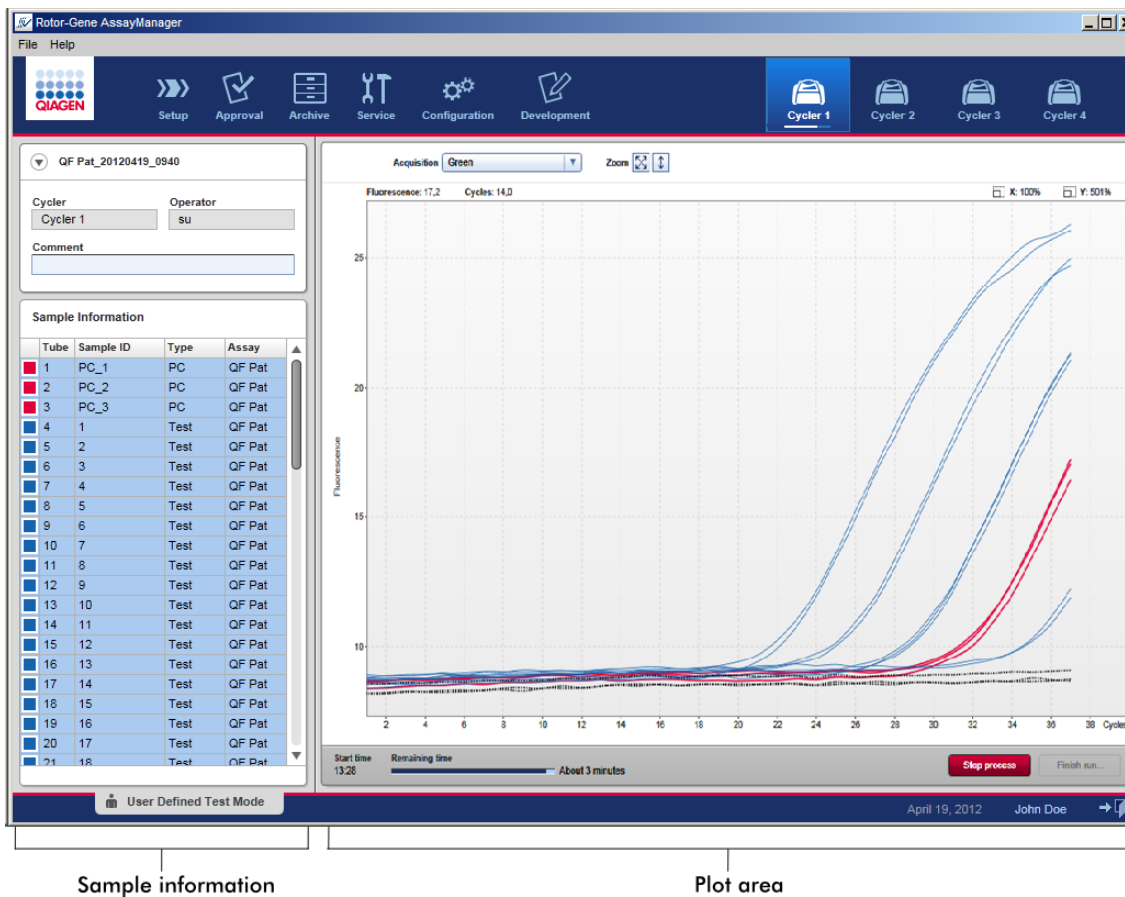 Rotor-Gene AssayManager
File Help
QIAGEN
Setup Approval Archive Service Configuration Development Cycler 1 Cycler 2 Cycler 3 Cycler 4
QF Pat_20120419_0940
Cycler Operator
Cycler 1 su
Comment
Sample Information
Tube Sample ID Type Assay
1 PC_1 PC QF Pat
2 PC_2 PC QF Pat
3 PC_3 PC QF Pat
4 1 Test QF Pat
5 2 Test QF Pat
6 3 Test QF Pat
7 4 Test QF Pat
8 5 Test QF Pat
9 6 Test QF Pat
10 7 Test QF Pat
11 8 Test QF Pat
12 9 Test QF Pat
13 10 Test QF Pat
14 11 Test QF Pat
15 12 Test QF Pat
16 13 Test QF Pat
17 14 Test QF Pat
18 15 Test QF Pat
19 16 Test QF Pat
20 17 Test QF Pat
21 18 Test QF Pat
Acquisition Green Zoom
Fluorescence: 17,2 Cycles: 14,0 X: 100% Y: 501%
25
20
15
10
Fluorescence
2 4 6 8 10 12 14 16 18 20 22 24 26 28 30 32 34 36 38 Cycles
Start time Remaining time
13:28 About 3 minutes
Stop process Finish run...
User Defined Test Mode
April 19, 2012 John Doe
Sample information Plot area